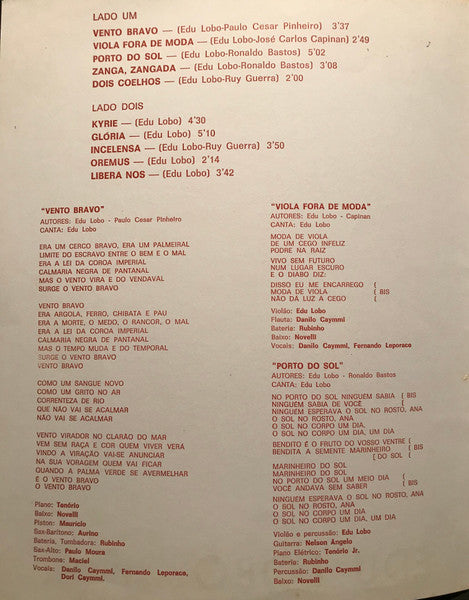 LADO UM
VENTO BRAVO — (Edu Lobo-Paulo Cesar Pinheiro) 3'37
VIOLA FORA DE MODA — (Edu Lobo-José Carlos Capinan) 2'49
PORTO DO SOL — (Edu Lobo-Ronaldo Bastos) 5'02
ZANGA, ZANGADA — (Edu Lobo-Ronaldo Bastos) 3'08
DOIS COELHOS — (Edu Lobo-Ruy Guerra) 2'00
LADO DOIS
KYRIE — (Edu Lobo) 4'30
GLÓRIA — (Edu Lobo) 5'10
INCELENSA — (Edu Lobo-Ruy Guerra) 3'50
OREMUS — (Edu Lobo) 2'14
LIBERA NOS — (Edu Lobo) 3'42
"VENTO BRAVO"
AUTORES: Edu Lobo - Paulo Cesar Pinheiro
CANTA: Edu Lobo
ERA UM CERCO BRAVO, ERA UM PALMEIRAL
LIMITE DO ESCRAVO ENTRE O BEM E O MAL
ERA A LEI DA COROA IMPERIAL
CALMARIA NEGRA DE PANTANAL
MAS O VENTO VIRA E DO VENDAVAL
SURGE O VENTO BRAVO
VENTO BRAVO
ERA ARGOLA, FERRO, CHIBATA E PAU
ERA A MORTE, O MEDO, O RANCOR, O MAL
ERA A LEI DA COROA IMPERIAL
CALMARIA NEGRA DE PANTANAL
MAS O TEMPO MUDA E DO TEMPORAL
SURGE O VENTO BRAVO
VENTO BRAVO
COMO UM SANGUE NOVO
COMO UM GRITO NO AR
CORRENTEZA DE RIO
QUE NÃO VAI SE ACALMAR
NÃO VAI SE ACALMAR
VENTO VIRADOR NO CLARÃO DO MAR
VEM SEM RAÇA E COR QUEM VIVER VERÁ
VINDO A VIRAÇÃO VAI-SE ANUNCIAR
NA SUA VORAGEM QUEM VAI FICAR
QUANDO A PALMA VERDE SE AVERMELHAR
É O VENTO BRAVO
O VENTO BRAVO
Piano: Tenório
Baixo: Novelli
Piston: Maurício
Sax-Barítono: Aurino
Bateria, Tumbadora: Rubinho
Sax-Alto: Paulo Moura
Trombone: Maciel
Vocais: Danilo Caymmi, Fernando Leporace,
Dori Caymmi.
"VIOLA FORA DE MODA"
AUTORES: Edu Lobo - Capinan
CANTA: Edu Lobo
MODA DE VIOLA
DE UM CEGO INFELIZ
PODRE NA RAIZ
VIVO SEM FUTURO
NUM LUGAR ESCURO
E O DIABO DIZ:
DISSO EU ME ENCARREGO (
MODA DE VIOLA ( BIS
NÃO DÁ LUZ A CEGO (
Violão: Edu Lobo
Flauta: Danilo Caymmi
Bateria: Rubinho
Baixo: Novelli
Vocais: Danilo Caymmi, Fernando Leporace
"PORTO DO SOL"
AUTORES: Edu Lobo - Ronaldo Bastos
CANTA: Edu Lobo
NO PORTO DO SOL NINGUÉM SABIA ( BIS
NINGUÉM SABIA DE VOCÊ (
NINGUEM ESPERAVA O SOL NO ROSTO, ANA
O SOL NO ROSTO, ANA
O SOL NO CORPO UM DIA,
O SOL NO CORPO UM DIA, UM DIA
BENDITO É O FRUTO DO VOSSO VENTRE (
BENDITA A SEMENTE MARINHEIRO ( BIS
( DO SOL (
MARINHEIRO DO SOL
MARINHEIRO DO SOL
NO PORTO DO SOL UM MEIO DIA (
VOCÊ ANDAVA SEM SABER ( BIS
NINGUÉM ESPERAVA O SOL NO ROSTO, ANA
O SOL NO ROSTO, ANA
O SOL NO CORPO UM DIA
O SOL NO CORPO UM DIA, UM DIA
Violão e percussão: Edu Lobo
Guitarra: Nelson Angelo
Piano Elétrico: Tenório Jr.
Bateria: Rubinho
Percussão: Danilo Caymmi
Baixo: Novelli